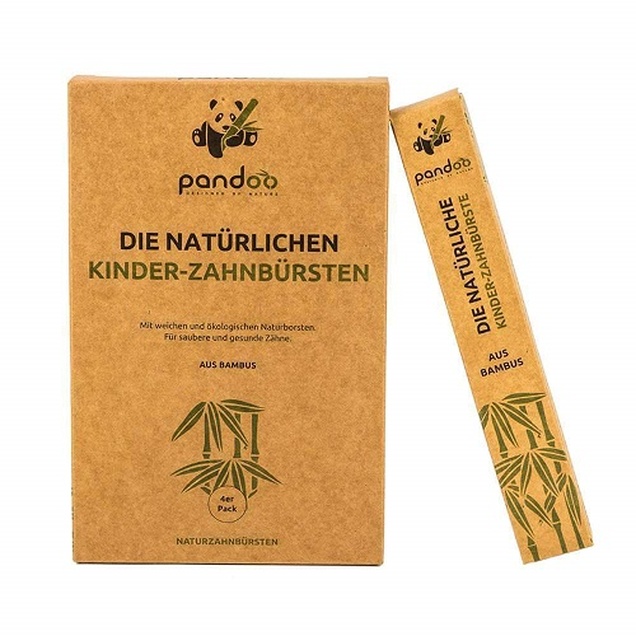 pandoo
DESIGNED BY NATURE
DIE NATÜRLICHEN
KINDER-ZAHNBÜRSTEN
Mit weichen und ökologischen Naturborsten.
Für saubere und gesunde Zähne.
AUS BAMBUS
4er
Pack
NATURZAHNBÜRSTEN
pandoo
DESIGNED BY NATURE
DIE NATÜRLICHE
KINDER-ZAHNBÜRSTE
AUS
BAMBUS